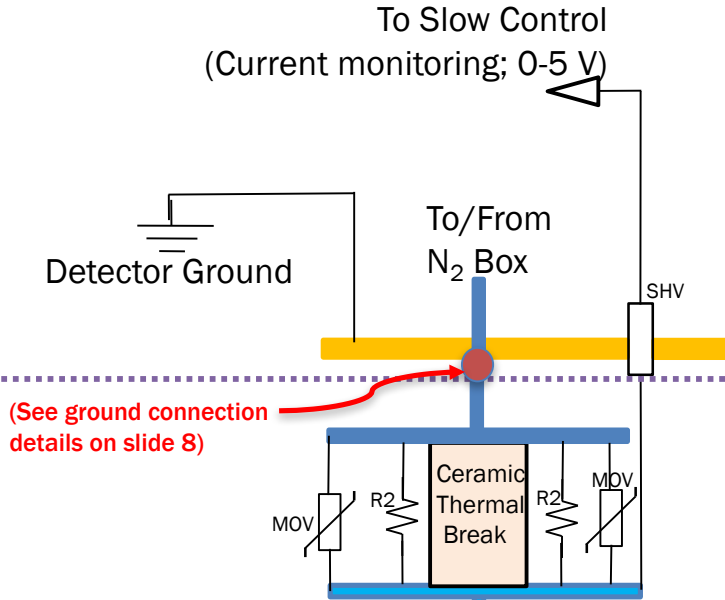 To Slow Control
(Current monitoring; 0-5 V)
To/From
N₂ Box
Detector Ground
SHV
(See ground connection
details on slide 8)
Ceramic
Thermal
Break
MOV
R2
R2
MOV